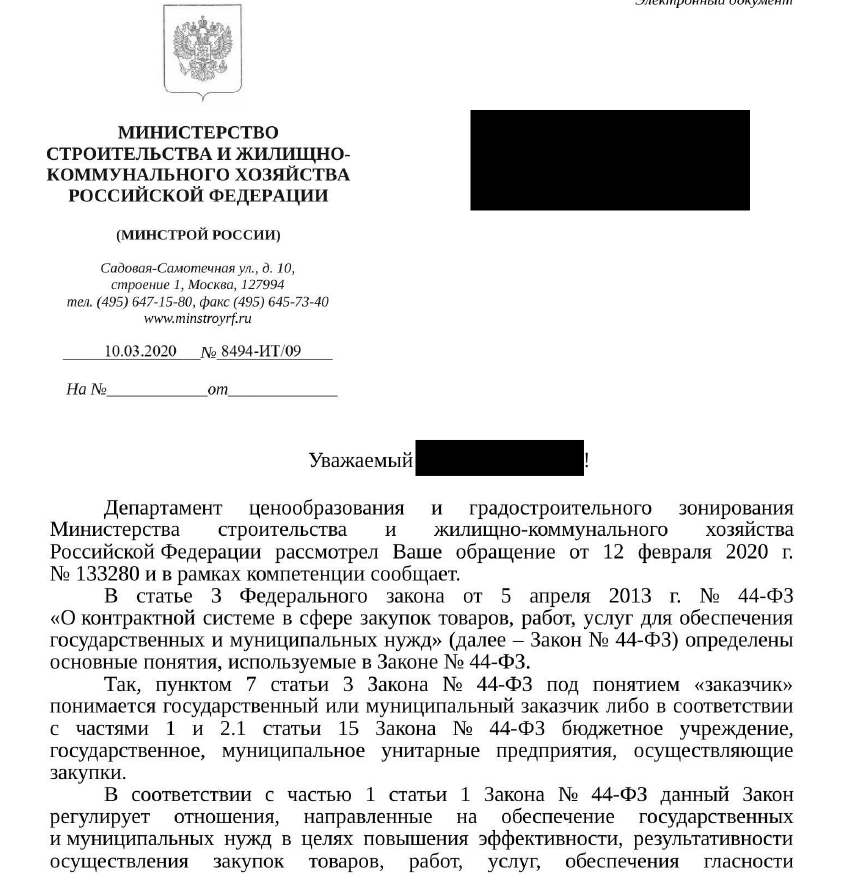 Электронный документ
МИНИСТЕРСТВО
СТРОИТЕЛЬСТВА И ЖИЛИЩНО-
КОММУНАЛЬНОГО ХОЗЯЙСТВА
РОССИЙСКОЙ ФЕДЕРАЦИИ
(МИНСТРОЙ РОССИИ)
Садовая-Самотечная ул., д. 10,
строение 1, Москва, 127994
тел. (495) 647-15-80, факс (495) 645-73-40
www.minstroyrf.ru
10.03.2020 № 8494-ИТ/09
На №____________от_____________
Уважаемый !
Департамент ценообразования и градостроительного зонирования
Министерства строительства и жилищно-коммунального хозяйства
Российской Федерации рассмотрел Ваше обращение от 12 февраля 2020 г.
№ 133280 и в рамках компетенции сообщает.
В статье 3 Федерального закона от 5 апреля 2013 г. № 44-ФЗ
«О контрактной системе в сфере закупок товаров, работ, услуг для обеспечения
государственных и муниципальных нужд» (далее – Закон № 44-ФЗ) определены
основные понятия, используемые в Законе № 44-ФЗ.
Так, пунктом 7 статьи 3 Закона № 44-ФЗ под понятием «заказчик»
понимается государственный или муниципальный заказчик либо в соответствии
с частями 1 и 2.1 статьи 15 Закона № 44-ФЗ бюджетное учреждение,
государственное, муниципальное унитарные предприятия, осуществляющие
закупки.
В соответствии с частью 1 статьи 1 Закона № 44-ФЗ данный Закон
регулирует отношения, направленные на обеспечение государственных
и муниципальных нужд в целях повышения эффективности, результативности
осуществления закупок товаров, работ, услуг, обеспечения гласности